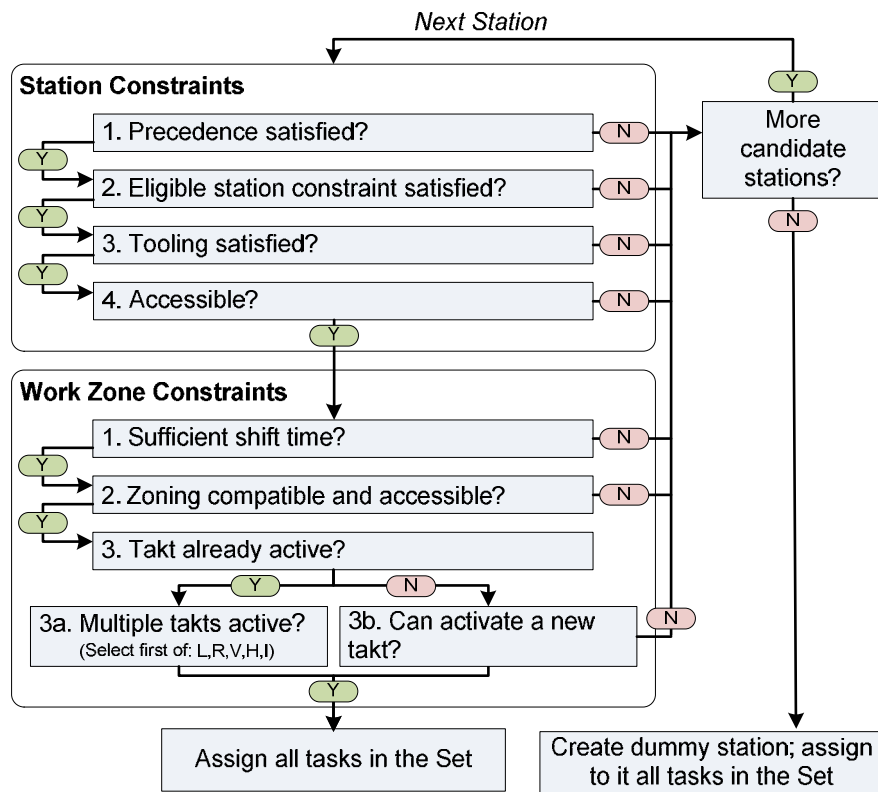 Next Station
Station Constraints
1. Precedence satisfied?
N
Y
2. Eligible station constraint satisfied?
N
Y
3. Tooling satisfied?
N
Y
4. Accessible?
N
Y
Y
More
candidate
stations?
N
Work Zone Constraints
1. Sufficient shift time?
N
Y
2. Zoning compatible and accessible?
N
Y
3. Takt already active?
Y
N
3a. Multiple takts active?
(Select first of: L,R,V,H,I)
3b. Can activate a new
takt?
N
Y
Assign all tasks in the Set
Create dummy station; assign
to it all tasks in the Set